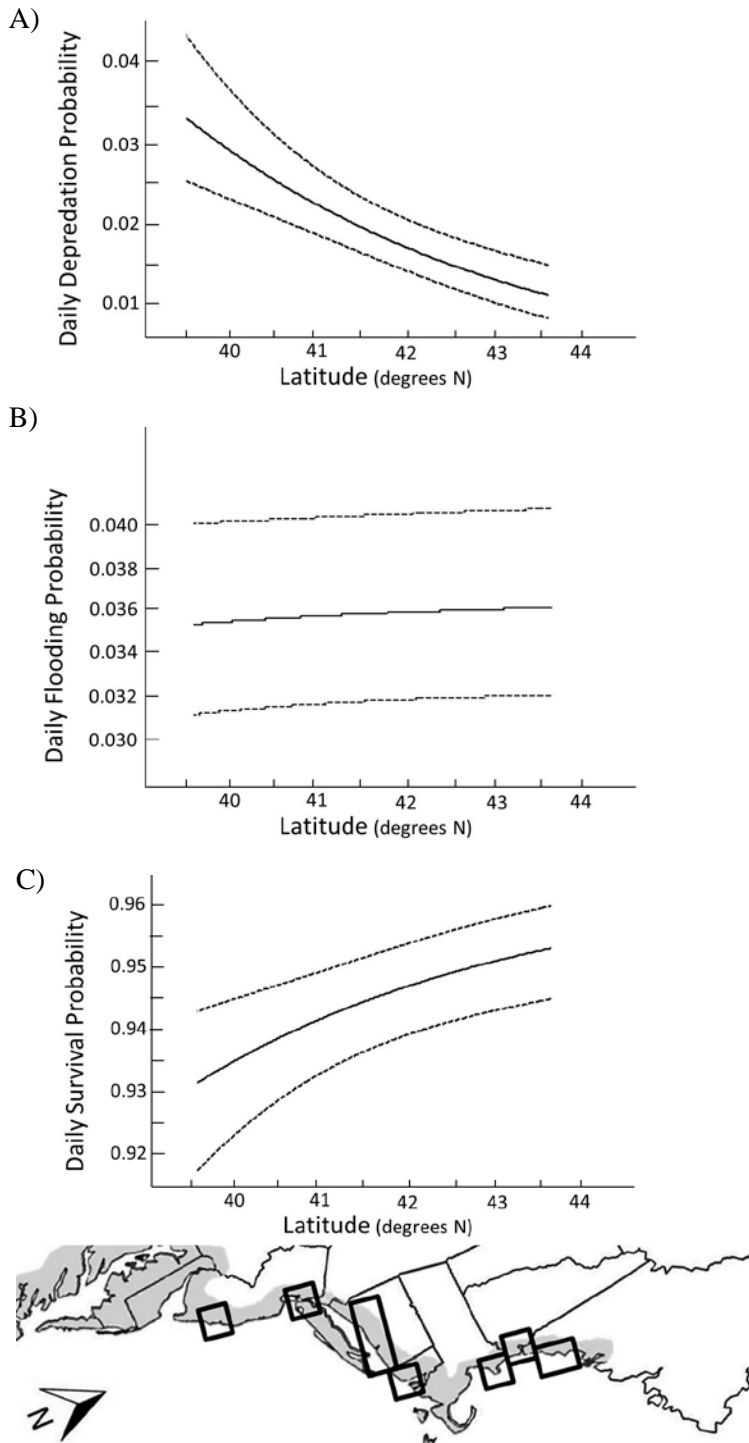 A)
Daily Depredation Probability
0.04
0.03
0.02
0.01
40 41 42 43 44
Latitude (degrees N)
B)
Daily Flooding Probability
0.040
0.038
0.036
0.034
0.032
0.030
40 41 42 43 44
Latitude (degrees N)
C)
Daily Survival Probability
0.96
0.95
0.94
0.93
0.92
40 41 42 43 44
Latitude (degrees N)
N